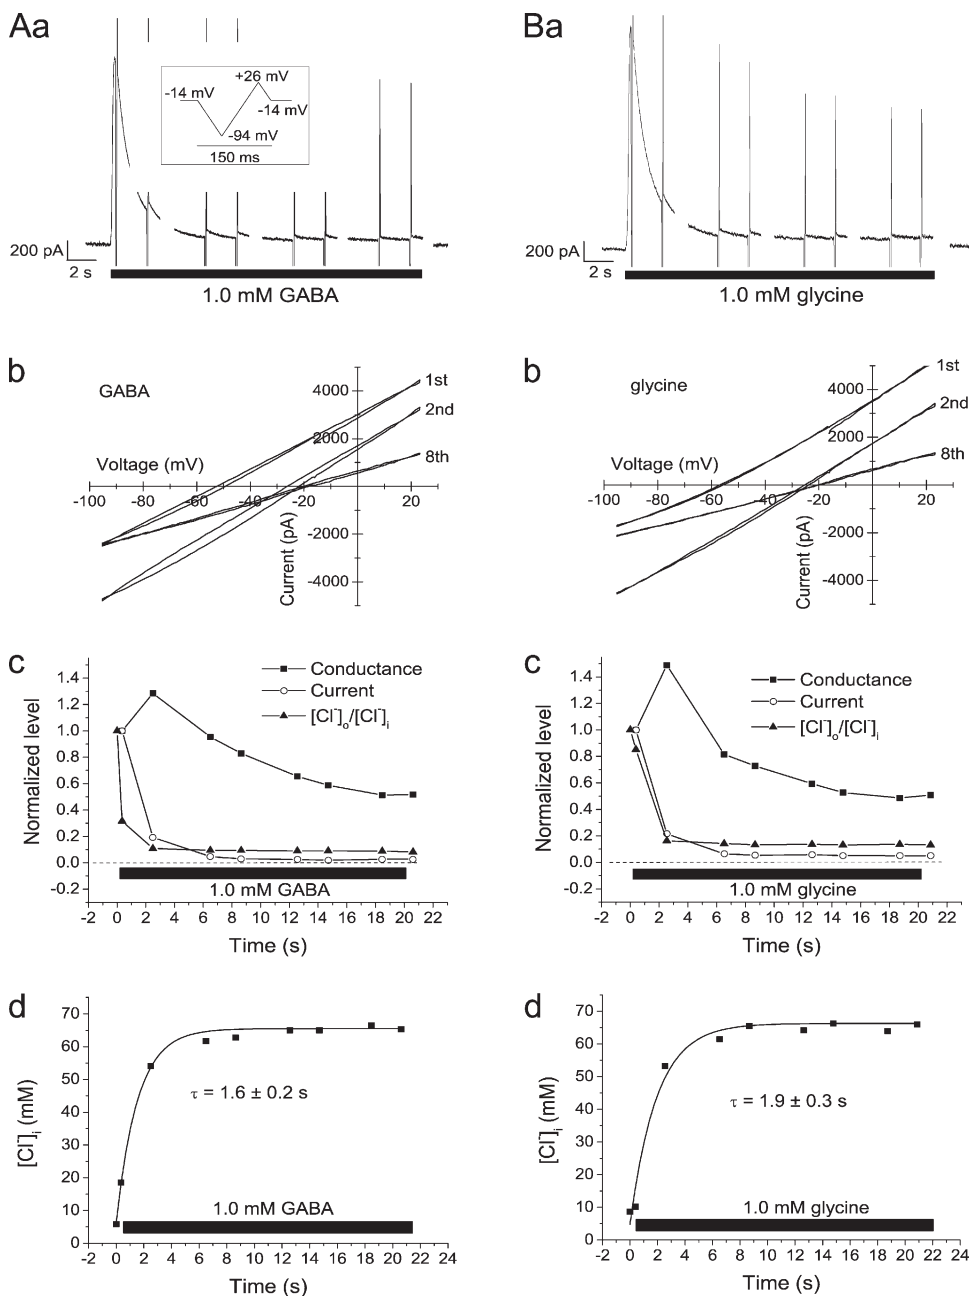 Aa
+26 mV
-14 mV
-14 mV
-94 mV
150 ms
200 pA
2 s
1.0 mM GABA
Ba
200 pA
2 s
1.0 mM glycine
b
GABA
1st
2nd
8th
4000
2000
-2000
-4000
Voltage (mV)
-100 -80 -60 -40 -20 20
Current (pA)
b
glycine
1st
2nd
8th
4000
2000
-2000
-4000
Voltage (mV)
-100 -80 -60 -40 -20 20
Current (pA)
c
Normalized level
1.4
1.2
1.0
0.8
0.6
0.4
0.2
0.0
-0.2
Conductance
Current
[Cl⁻]o/[Cl⁻]i
1.0 mM GABA
-2 0 2 4 6 8 10 12 14 16 18 20 22
Time (s)
c
Normalized level
1.4
1.2
1.0
0.8
0.6
0.4
0.2
0.0
-0.2
Conductance
Current
[Cl⁻]o/[Cl⁻]i
1.0 mM glycine
-2 0 2 4 6 8 10 12 14 16 18 20 22
Time (s)
d
[Cl⁻]i (mM)
70
60
50
40
30
20
10
0
τ = 1.6 ± 0.2 s
1.0 mM GABA
-2 0 2 4 6 8 10 12 14 16 18 20 22 24
Time (s)
d
[Cl⁻]i (mM)
70
60
50
40
30
20
10
0
τ = 1.9 ± 0.3 s
1.0 mM glycine
-2 0 2 4 6 8 10 12 14 16 18 20 22 24
Time (s)